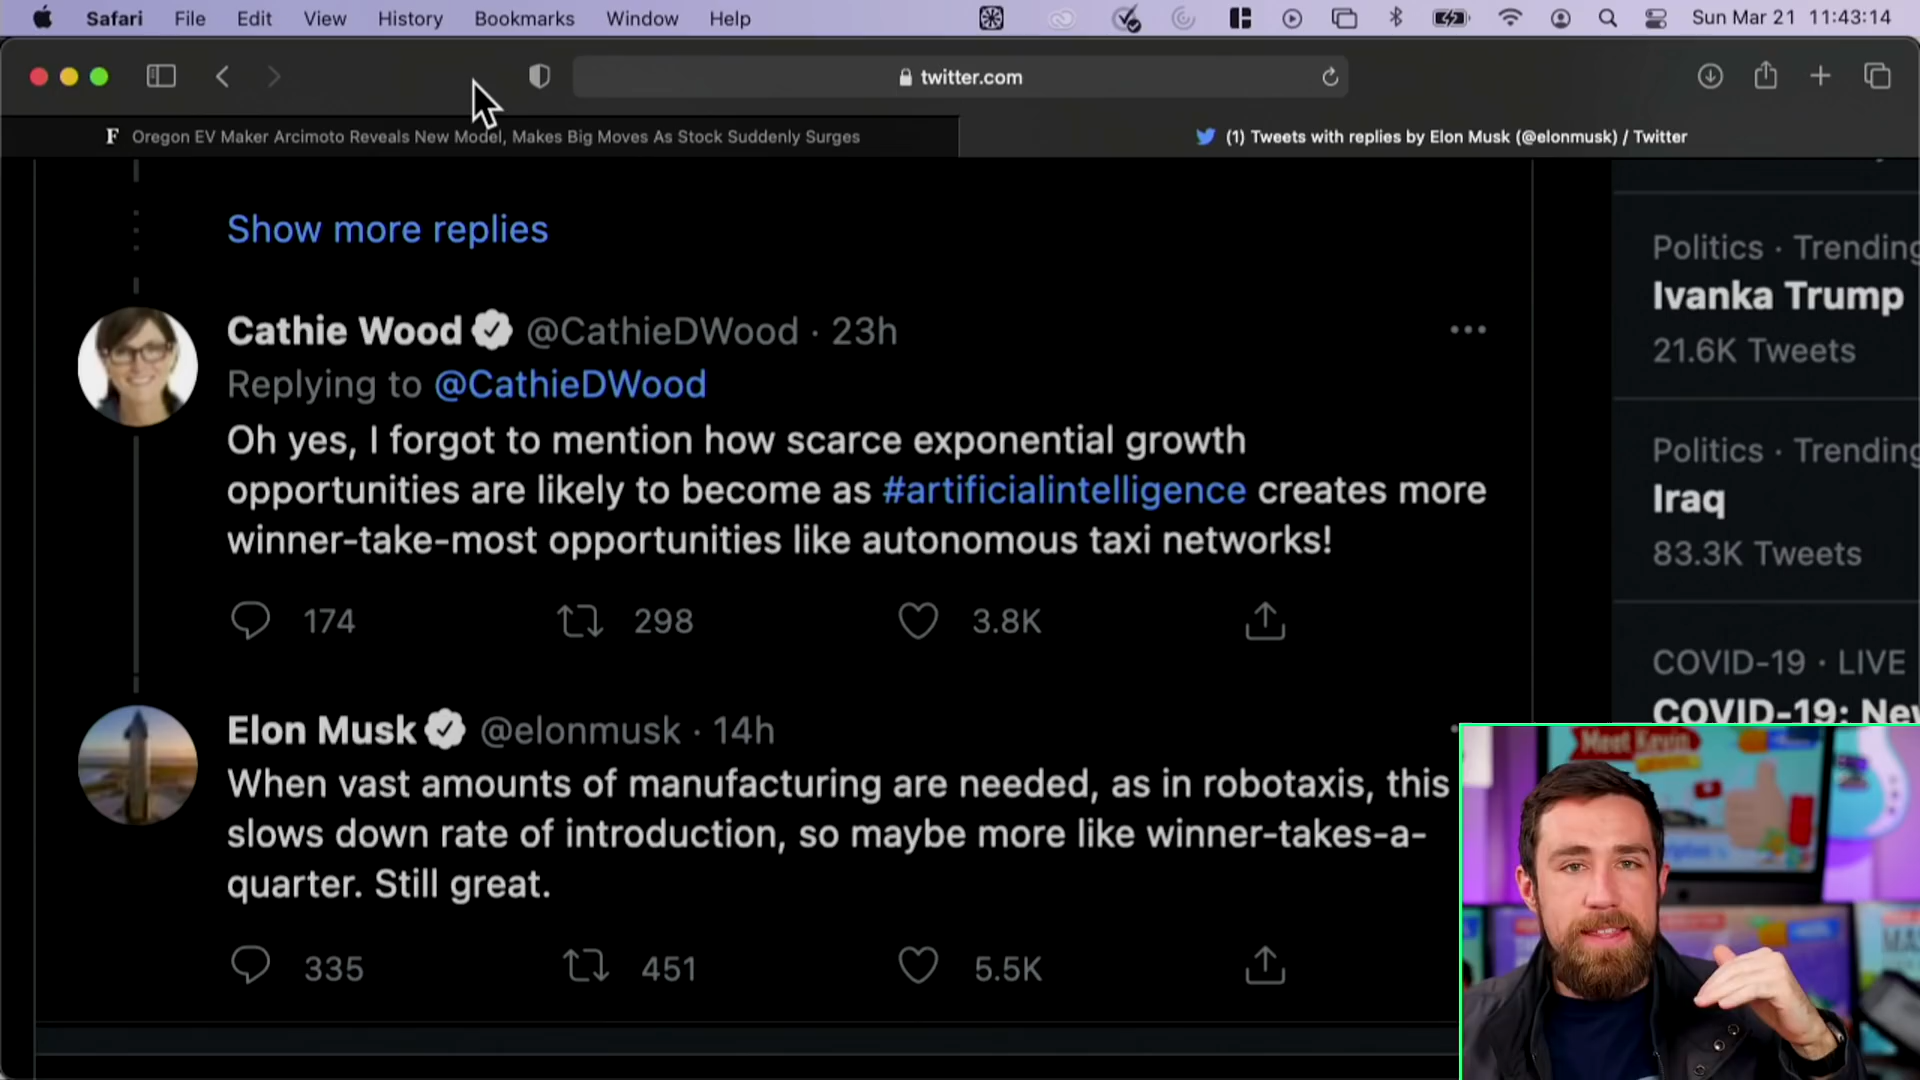 Safari File Edit View History Bookmarks Window Help Sun Mar 21 11:43:14
twitter.com
F Oregon EV Maker Arcimoto Reveals New Model, Makes Big Moves As Stock Suddenly Surges
(1) Tweets with replies by Elon Musk (@elonmusk) / Twitter
Show more replies
Cathie Wood @CathieDWood · 23h
Replying to @CathieDWood
Oh yes, I forgot to mention how scarce exponential growth
opportunities are likely to become as #artificialintelligence creates more
winner-take-most opportunities like autonomous taxi networks!
174 298 3.8K
Elon Musk @elonmusk · 14h
When vast amounts of manufacturing are needed, as in robotaxis, this
slows down rate of introduction, so maybe more like winner-takes-a-
quarter. Still great.
335 451 5.5K
Politics · Trending
Ivanka Trump
21.6K Tweets
Politics · Trending
Iraq
83.3K Tweets
COVID-19 · LIVE
COVID-19: New
Meet Kevin